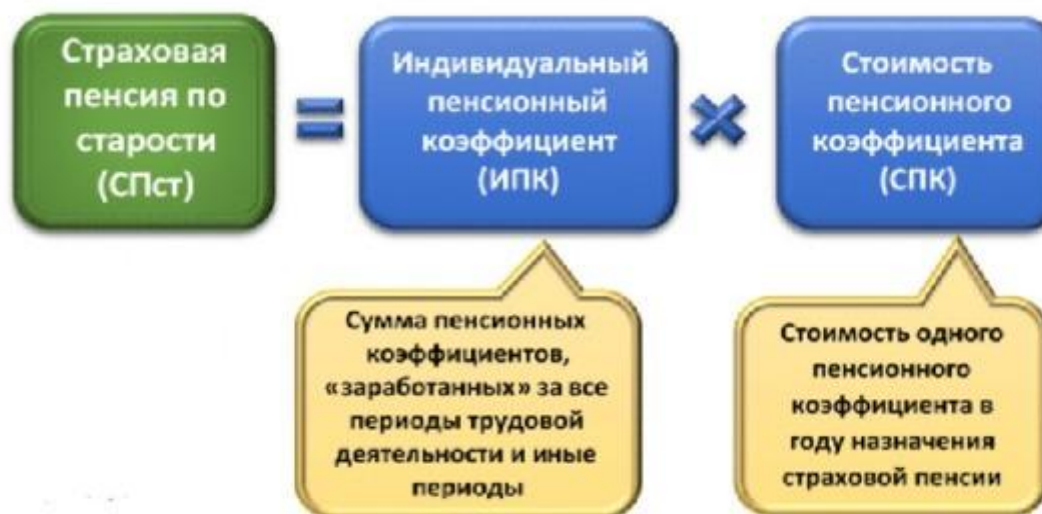 Страховая
пенсия по
старости
(СПст)
=
Индивидуальный
пенсионный
коэффициент
(ИПК)
×
Стоимость
пенсионного
коэффициента
(СПК)
Сумма пенсионных
коэффициентов,
«заработанных» за все
периоды трудовой
деятельности и иные
периоды
Стоимость одного
пенсионного
коэффициента в
году назначения
страховой пенсии